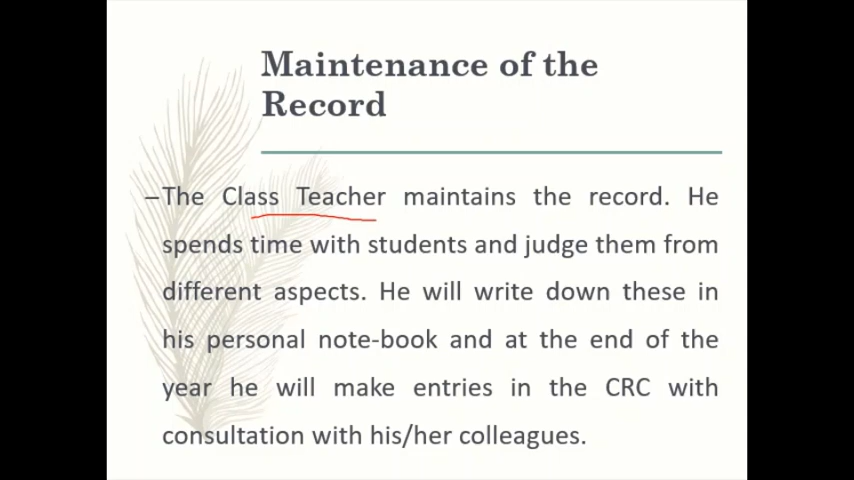 Maintenance of the
Record
–The Class Teacher maintains the record. He
spends time with students and judge them from
different aspects. He will write down these in
his personal note-book and at the end of the
year he will make entries in the CRC with
consultation with his/her colleagues.